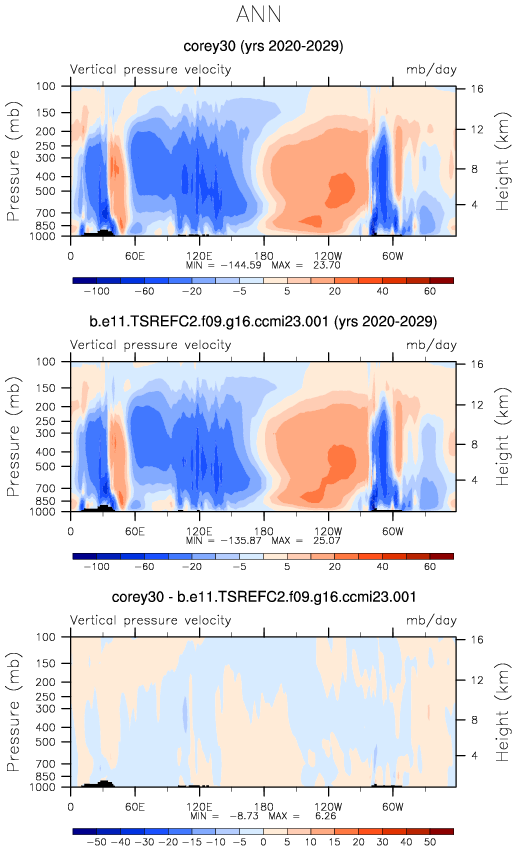 ANN
corey30 (yrs 2020-2029)
Vertical pressure velocity mb/day
100 16
150
200 12
250
300 8
400
500 4
700
850
1000
Pressure (mb)
Height (km)
0 60E 120E 180 120W 60W
MIN = -144.59 MAX = 23.70
-100 -60 -20 -5 5 20 40 60
b.e11.TSREFC2.f09.g16.ccmi23.001 (yrs 2020-2029)
Vertical pressure velocity mb/day
100 16
150
200 12
250
300 8
400
500 4
700
850
1000
Pressure (mb)
Height (km)
0 60E 120E 180 120W 60W
MIN = -135.87 MAX = 25.07
-100 -60 -20 -5 5 20 40 60
corey30 - b.e11.TSREFC2.f09.g16.ccmi23.001
Vertical pressure velocity mb/day
100 16
150
200 12
250
300 8
400
500 4
700
850
1000
Pressure (mb)
Height (km)
0 60E 120E 180 120W 60W
MIN = -8.73 MAX = 6.26
-50 -40 -30 -20 -15 -10 -5 0 5 10 15 20 30 40 50